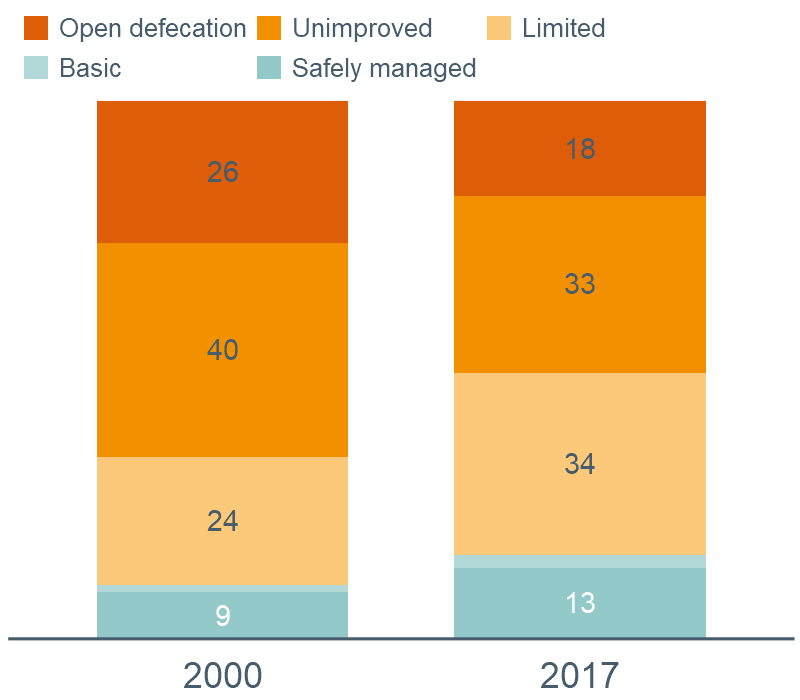 Open defecation Unimproved Limited
Basic Safely managed
26 18
40 33
24 34
9 13
2000 2017